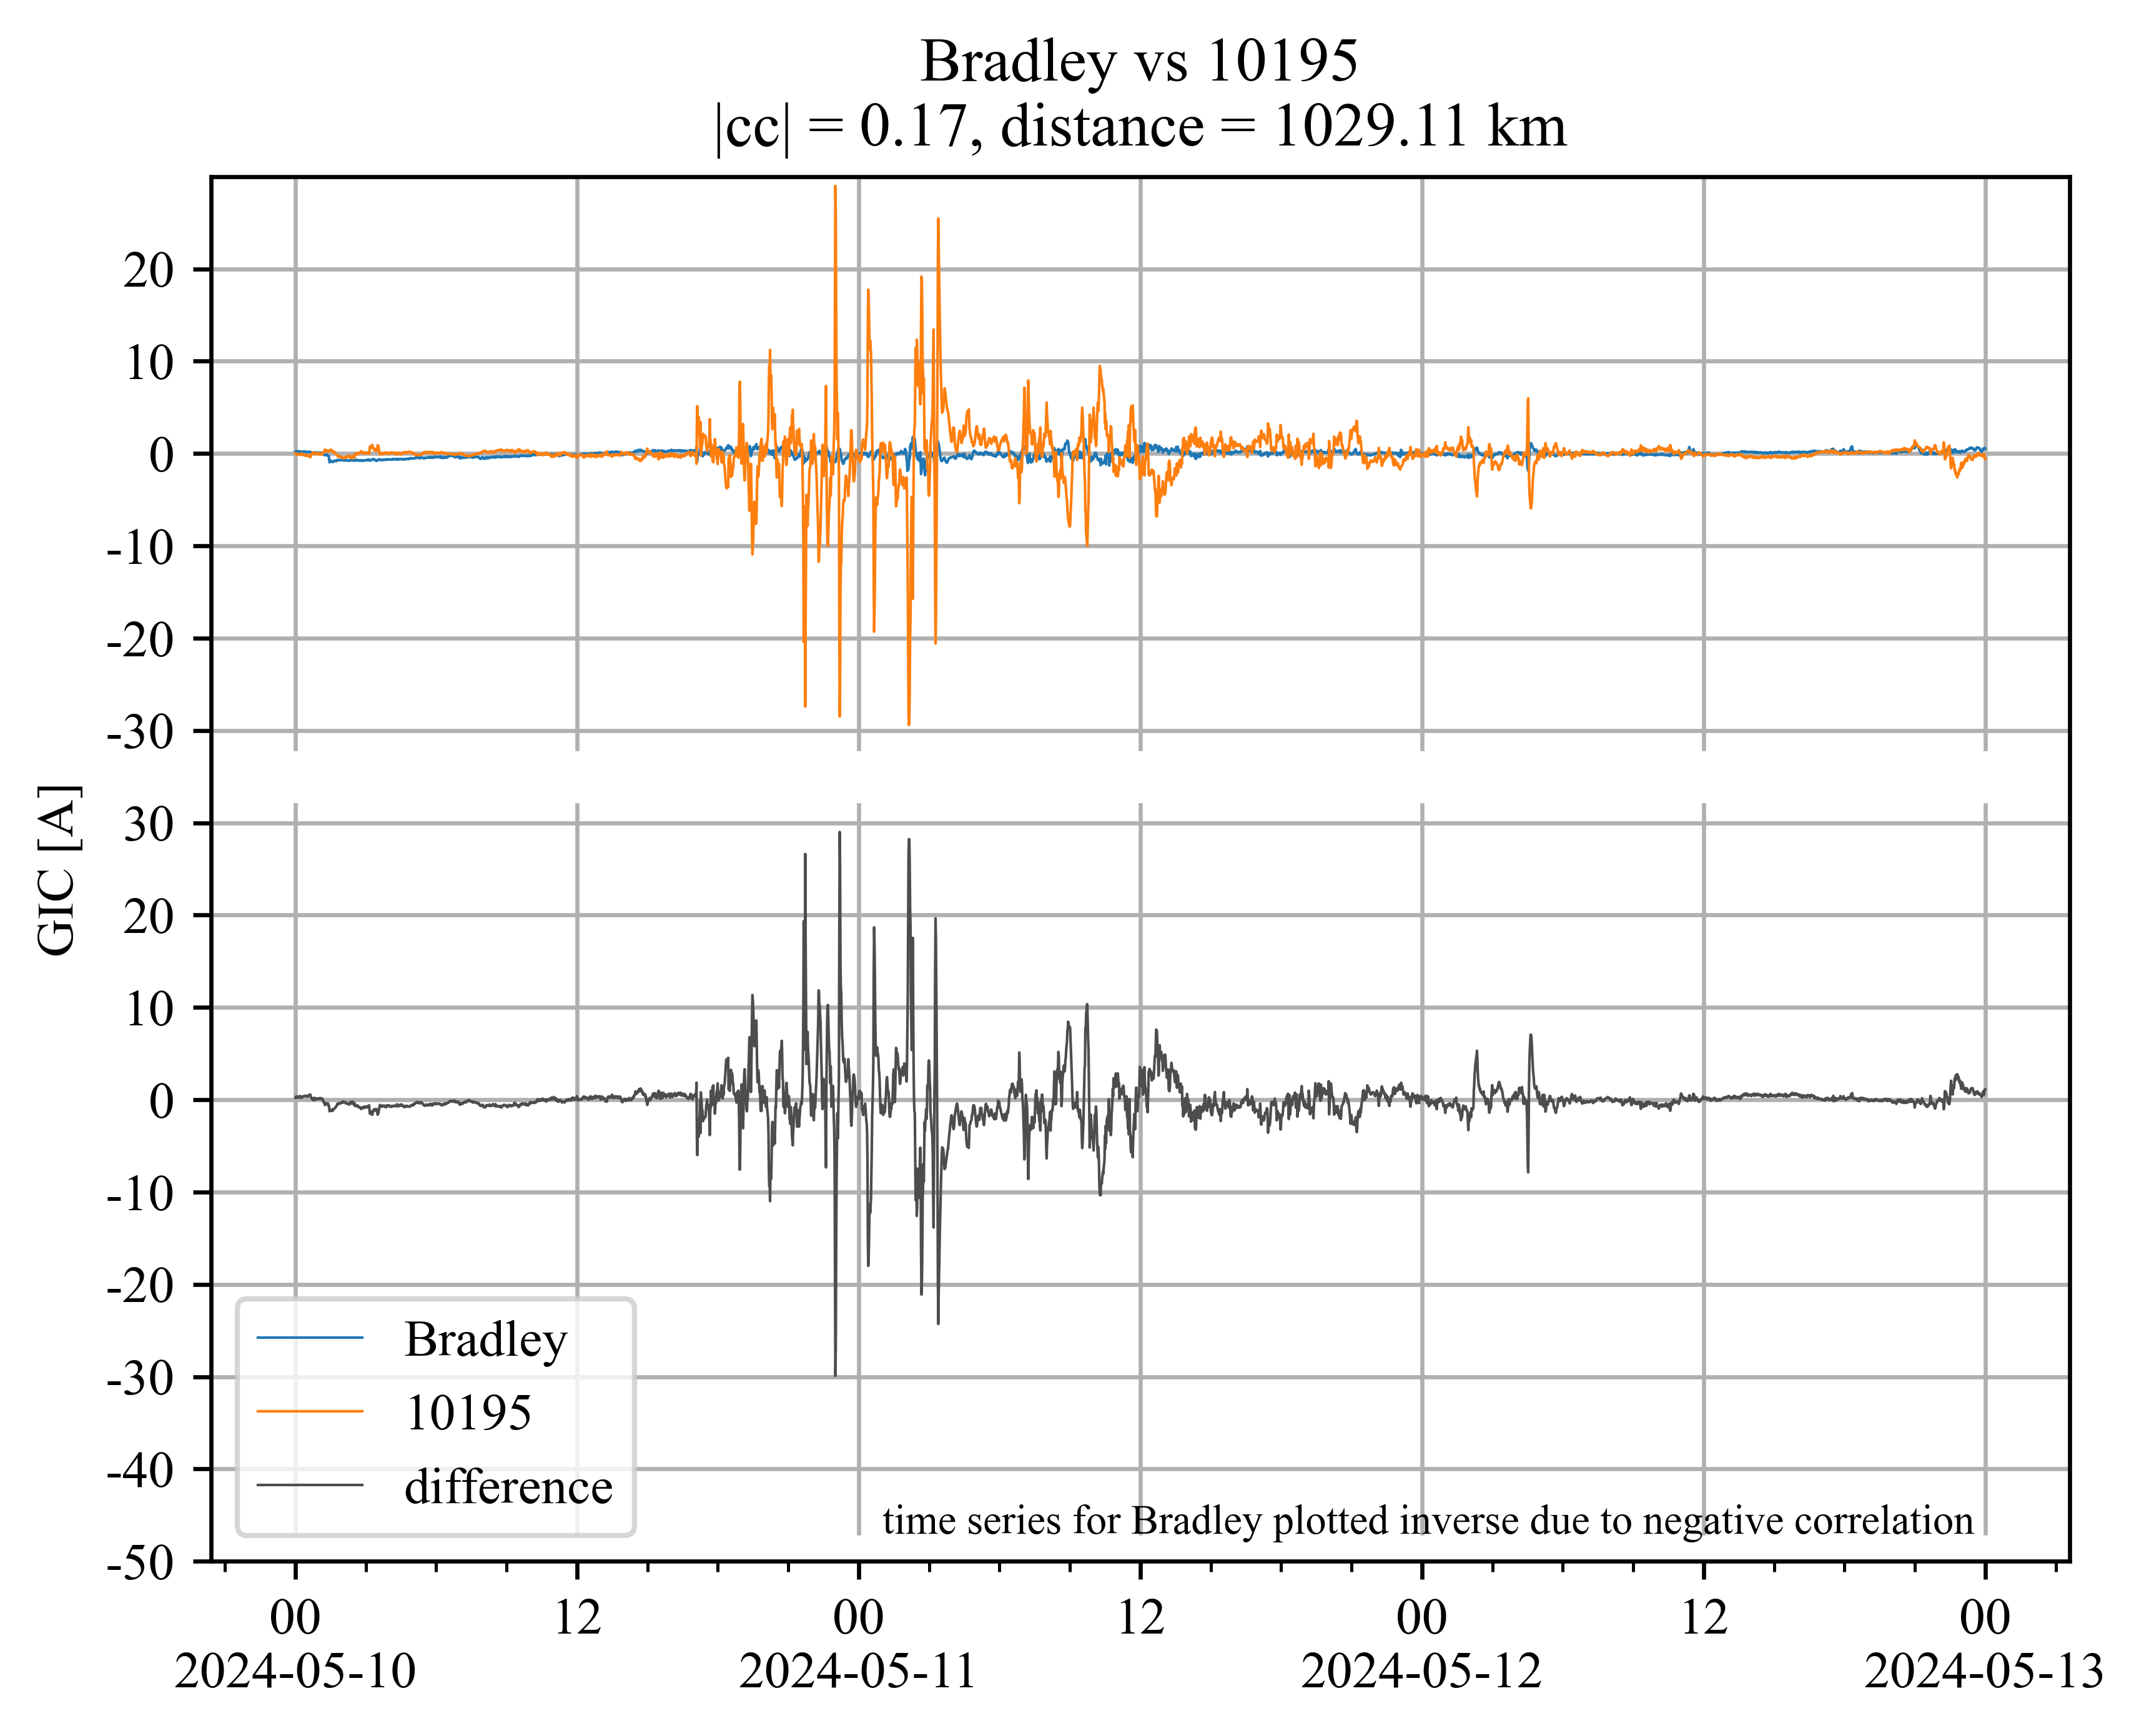 Bradley vs 10195
|cc| = 0.17, distance = 1029.11 km
20
10
0
-10
-20
-30
30
20
10
0
-10
-20
-30
-40
-50
GIC [A]
Bradley
10195
difference
time series for Bradley plotted inverse due to negative correlation
00 12 00 12 00 12 00
2024-05-10 2024-05-11 2024-05-12 2024-05-13